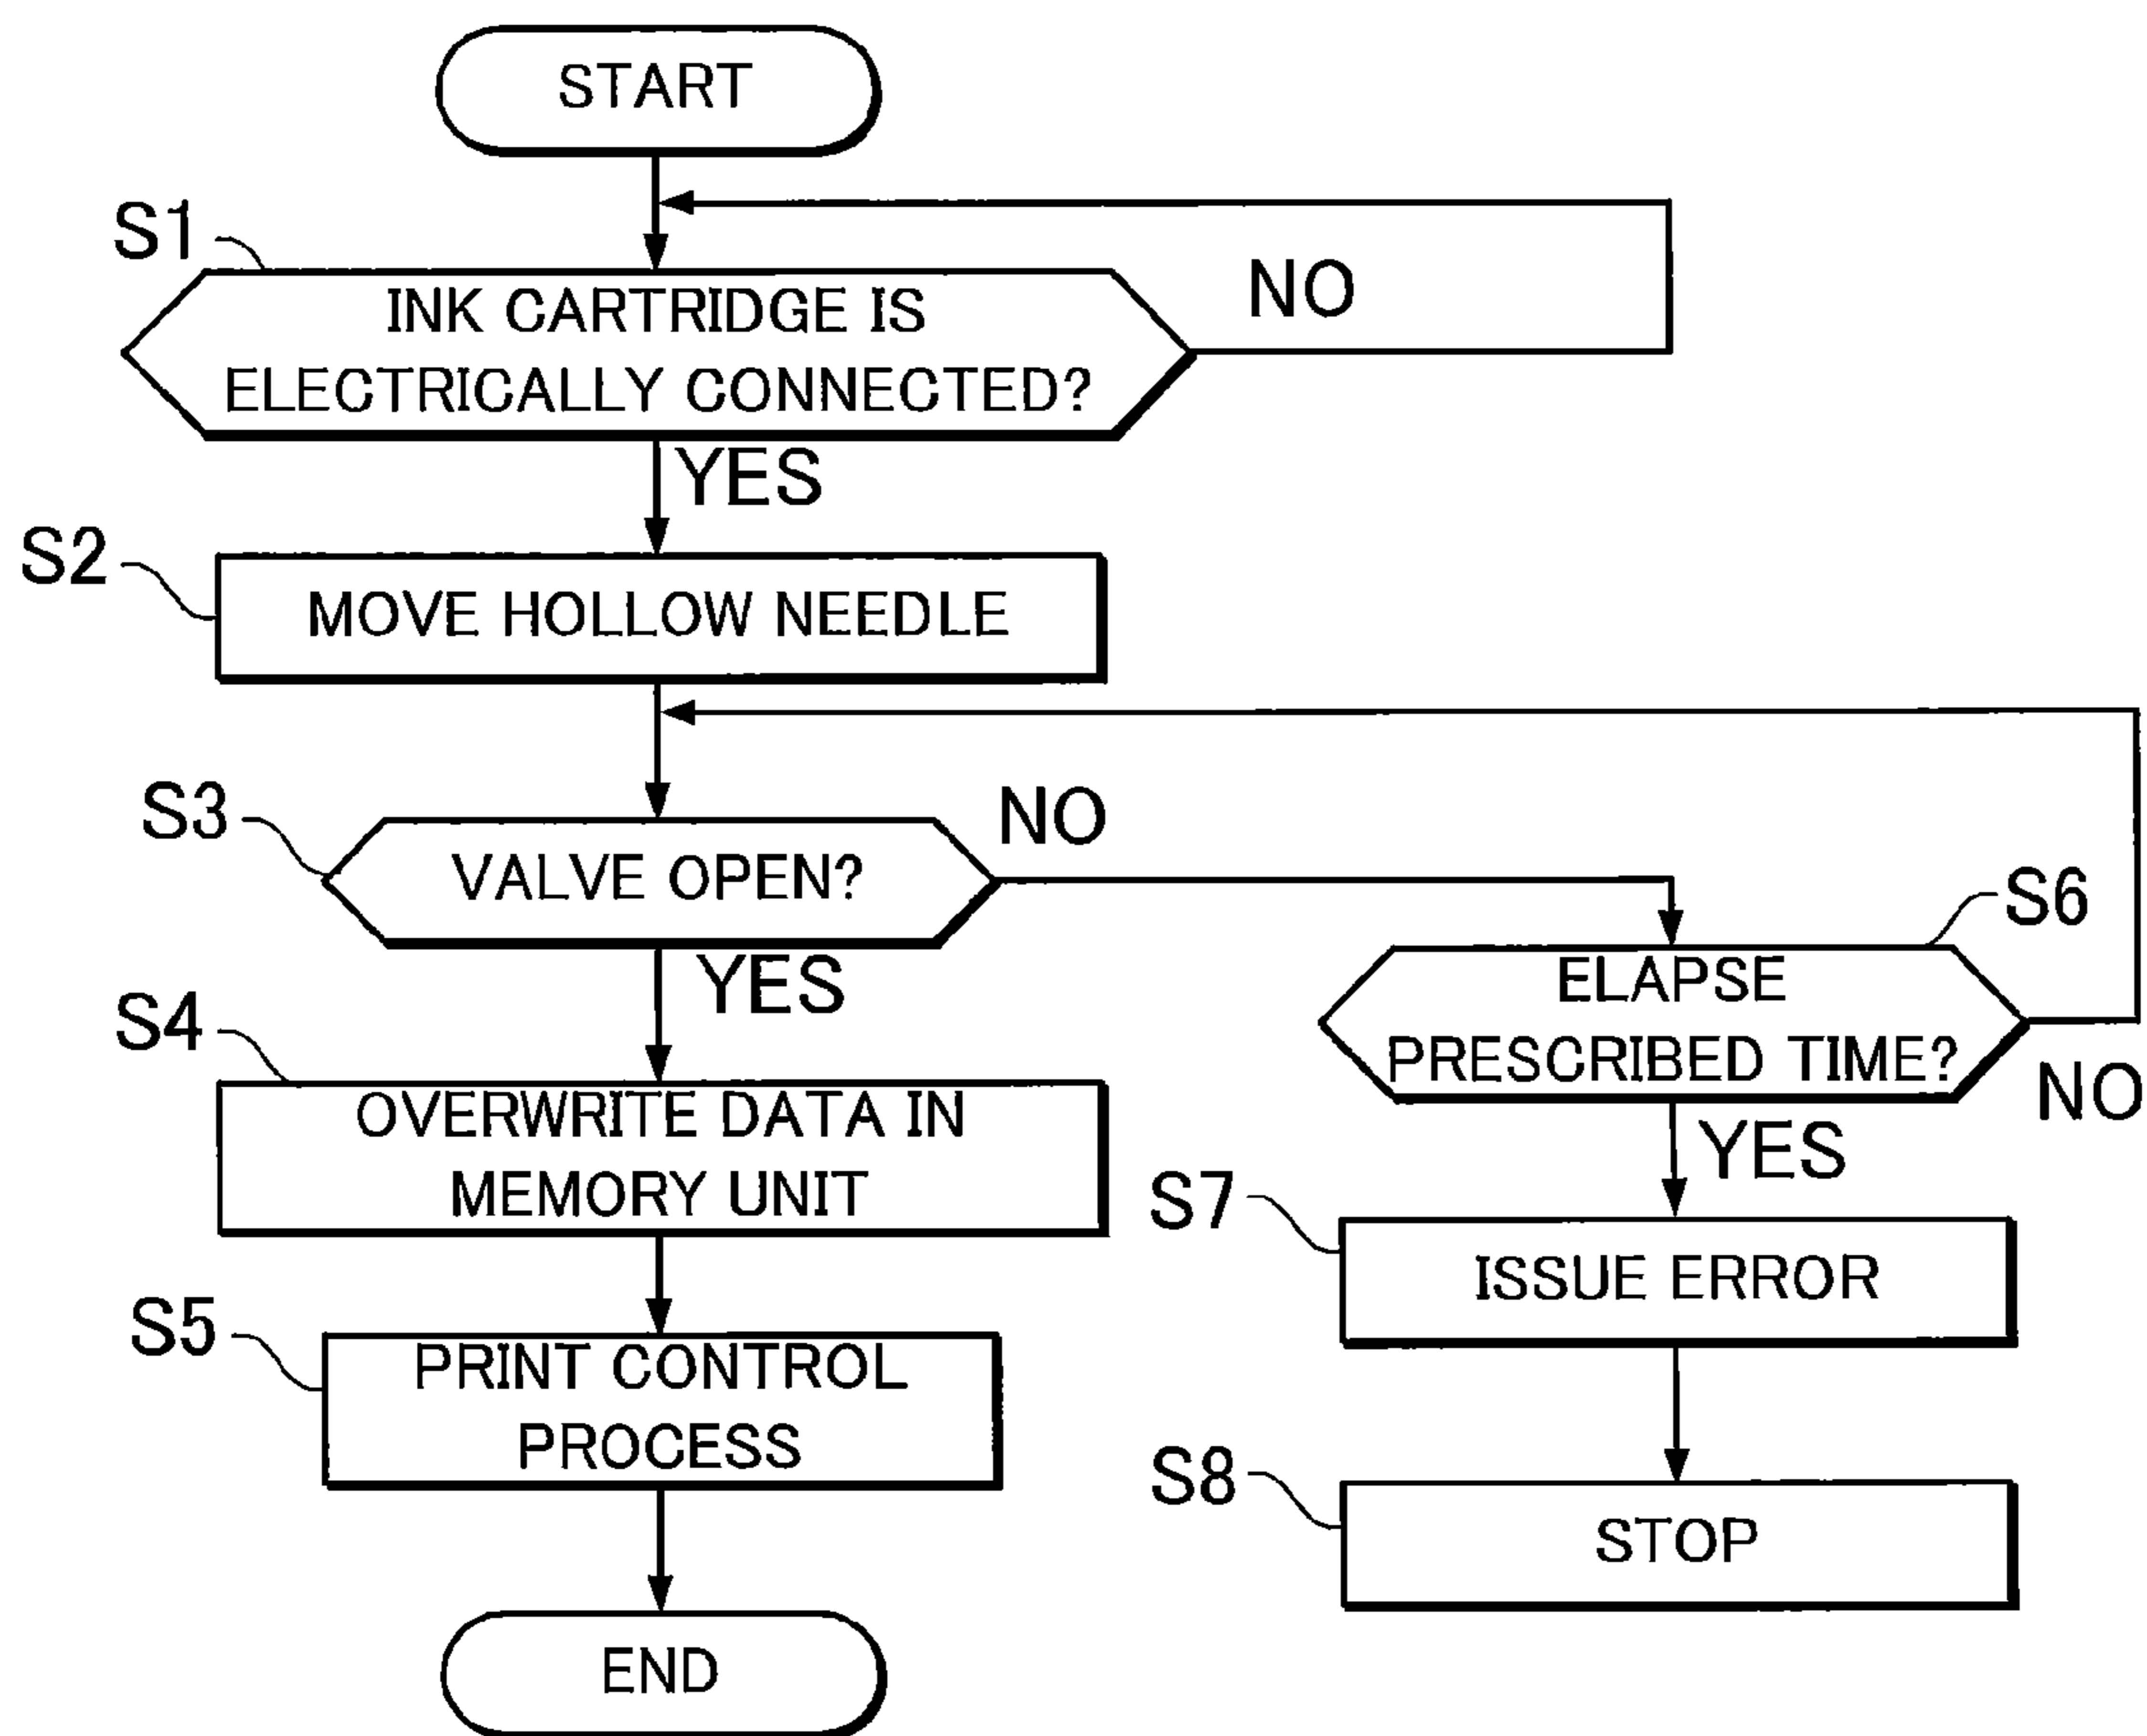 START
S1
INK CARTRIDGE IS
ELECTRICALLY CONNECTED?
NO
YES
S2
MOVE HOLLOW NEEDLE
S3
VALVE OPEN?
NO
YES
S6
ELAPSE
PRESCRIBED TIME?
NO
YES
S4
OVERWRITE DATA IN
MEMORY UNIT
S7
ISSUE ERROR
S5
PRINT CONTROL
PROCESS
S8
STOP
END